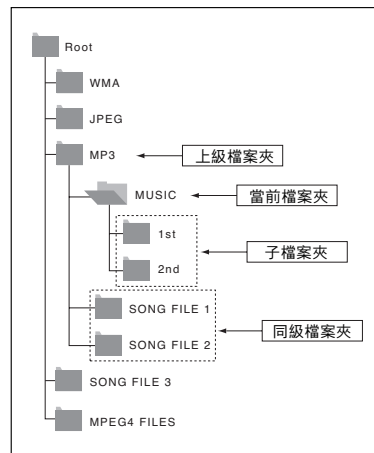 Root
WMA
JPEG
MP3
上級檔案夾
MUSIC
當前檔案夾
1st
子檔案夾
2nd
SONG FILE 1
同級檔案夾
SONG FILE 2
SONG FILE 3
MPEG4 FILES